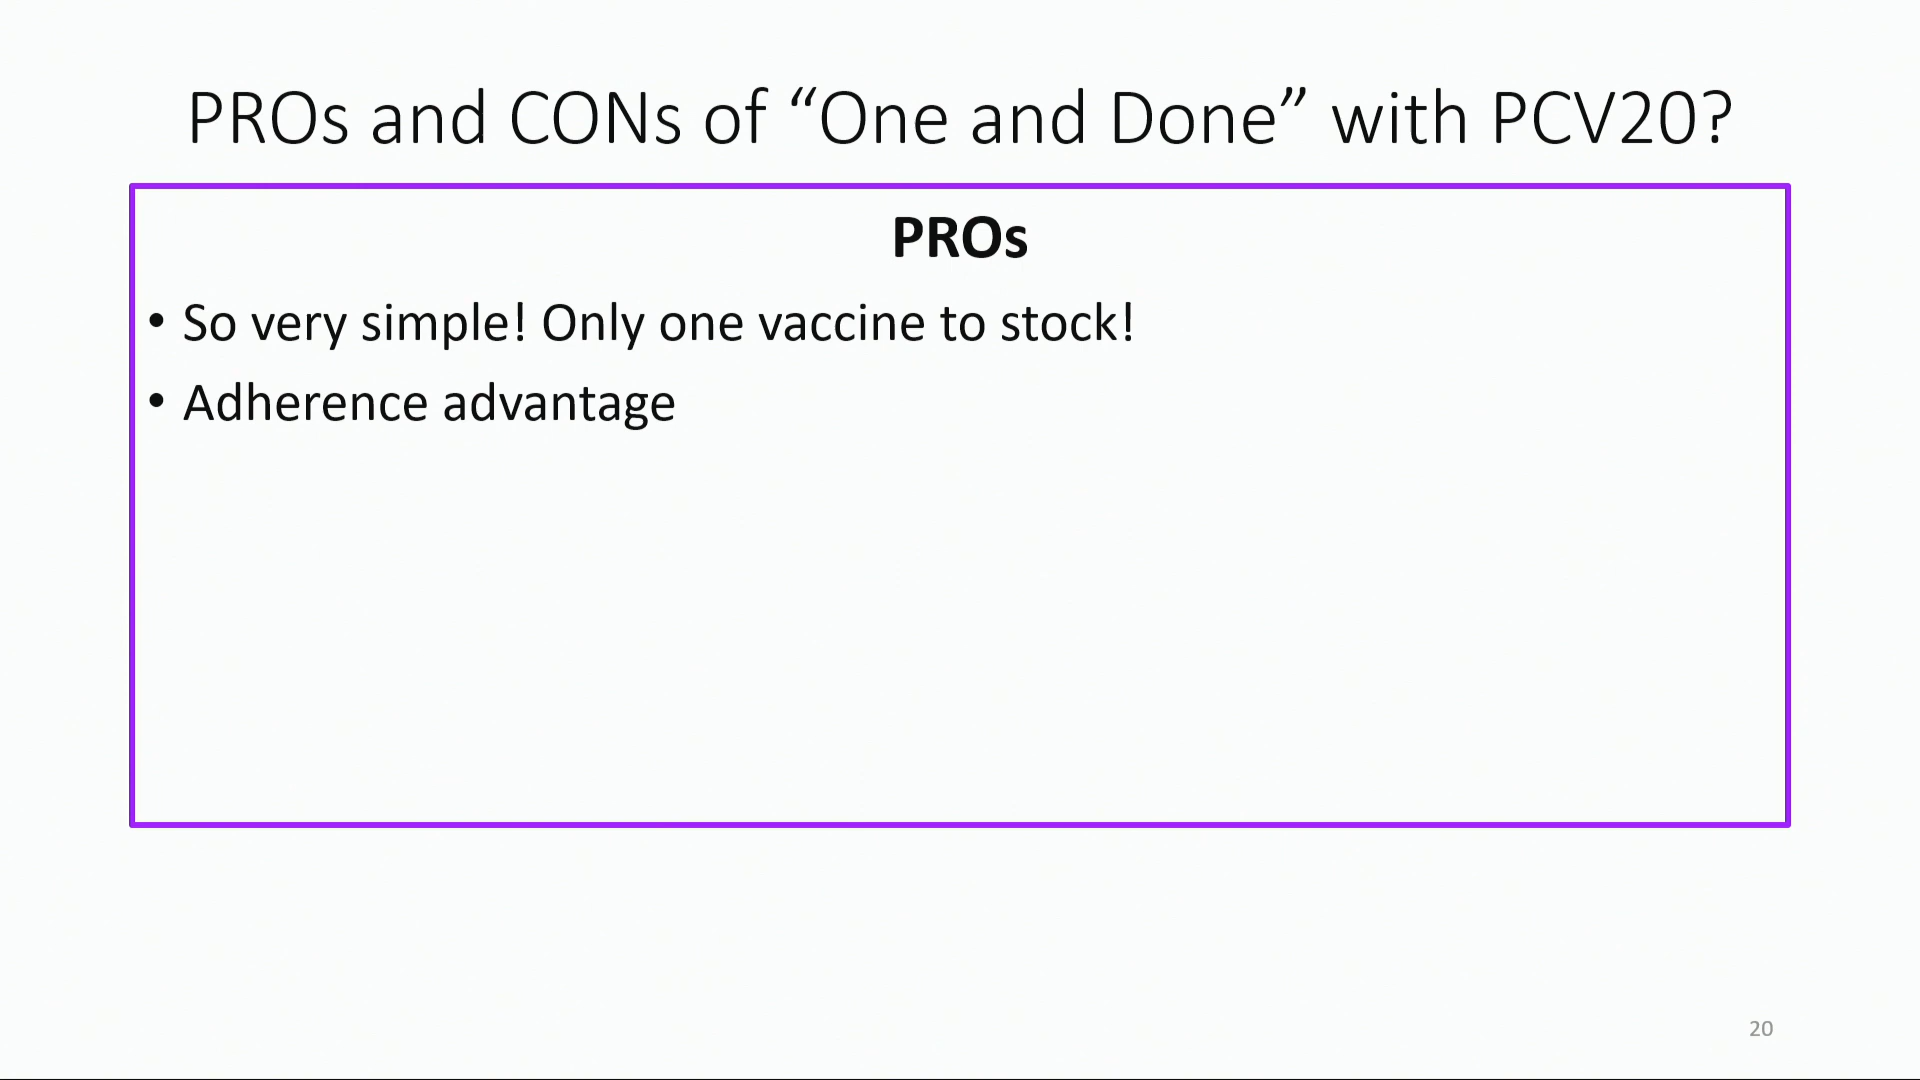 PROs and CONs of “One and Done” with PCV20?
PROs
• So very simple! Only one vaccine to stock!
• Adherence advantage
20